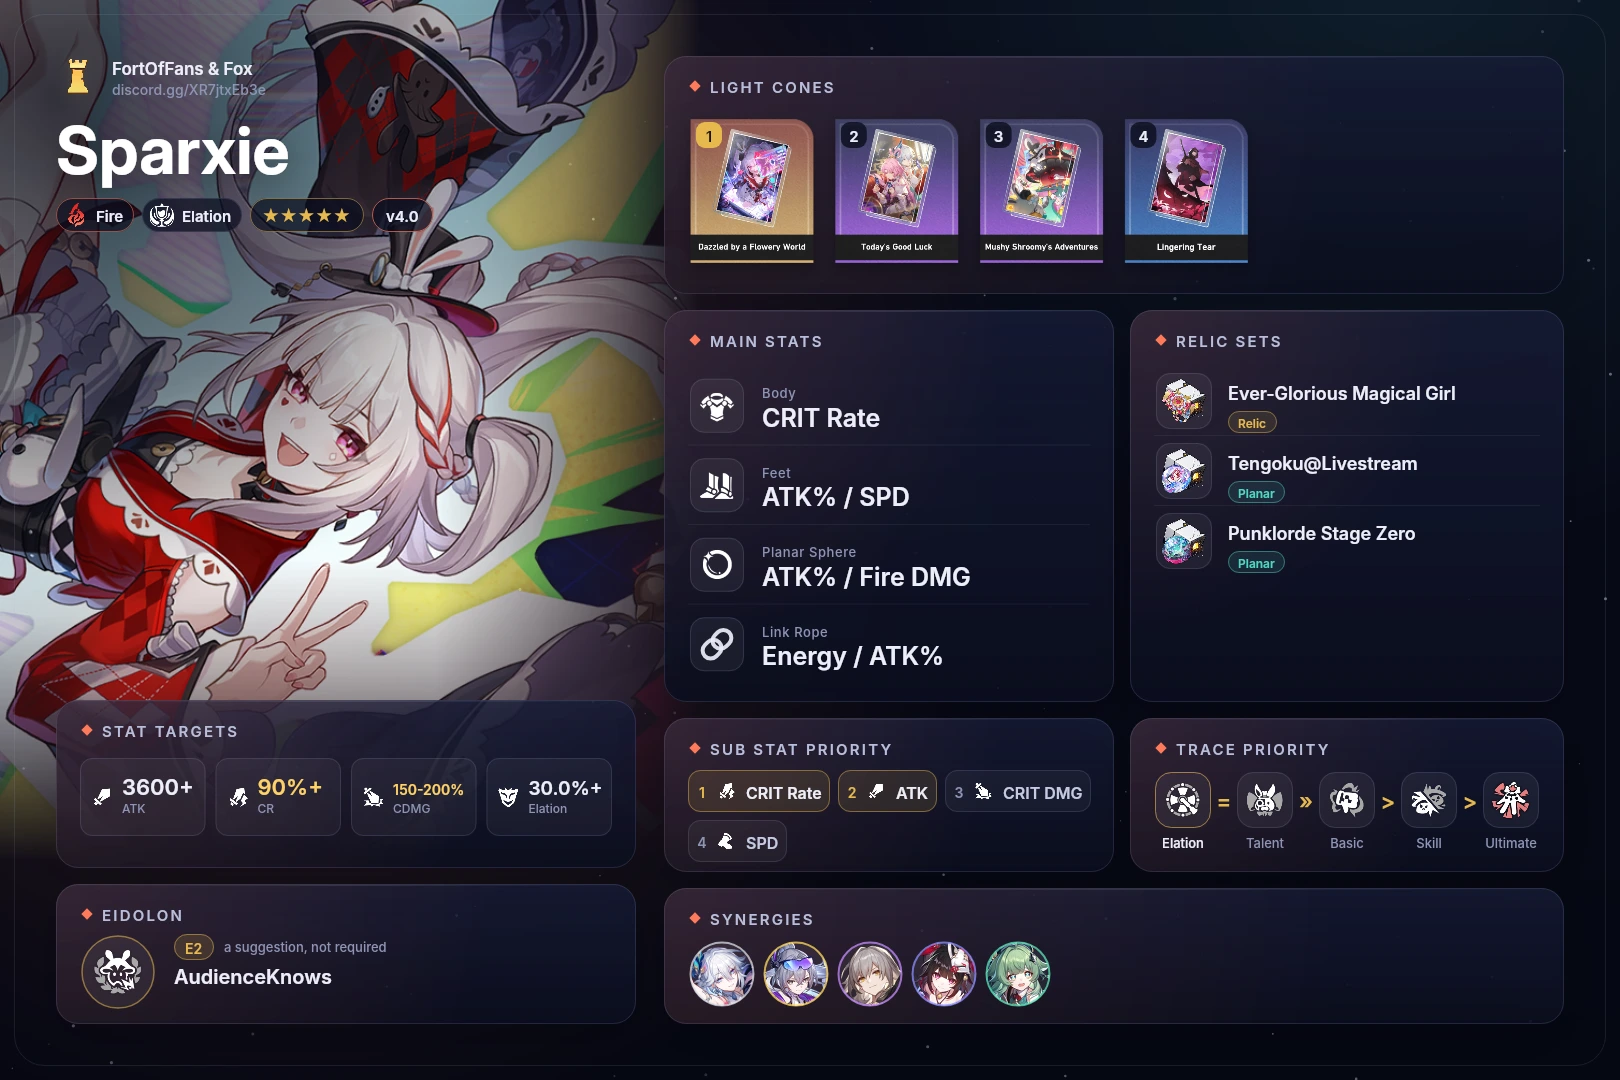 FortOfFans & Fox
discord.gg/XR7jtxEb3e
Sparxie
Fire
Elation
★★★★★
v4.0
LIGHT CONES
1
Dazzled by a Flowery World
2
Today's Good Luck
3
Mushy Shroomy's Adventures
4
Lingering Tear
MAIN STATS
Body
CRIT Rate
Feet
ATK% / SPD
Planar Sphere
ATK% / Fire DMG
Link Rope
Energy / ATK%
RELIC SETS
Ever-Glorious Magical Girl
Relic
Tengoku@Livestream
Planar
Punklorde Stage Zero
Planar
STAT TARGETS
3600+
ATK
90%+
CR
150-200%
CDMG
30.0%+
Elation
SUB STAT PRIORITY
1 CRIT Rate
2 ATK
3 CRIT DMG
4 SPD
TRACE PRIORITY
= » > >
Elation Talent Basic Skill Ultimate
EIDOLON
E2 a suggestion, not required
AudienceKnows
SYNERGIES